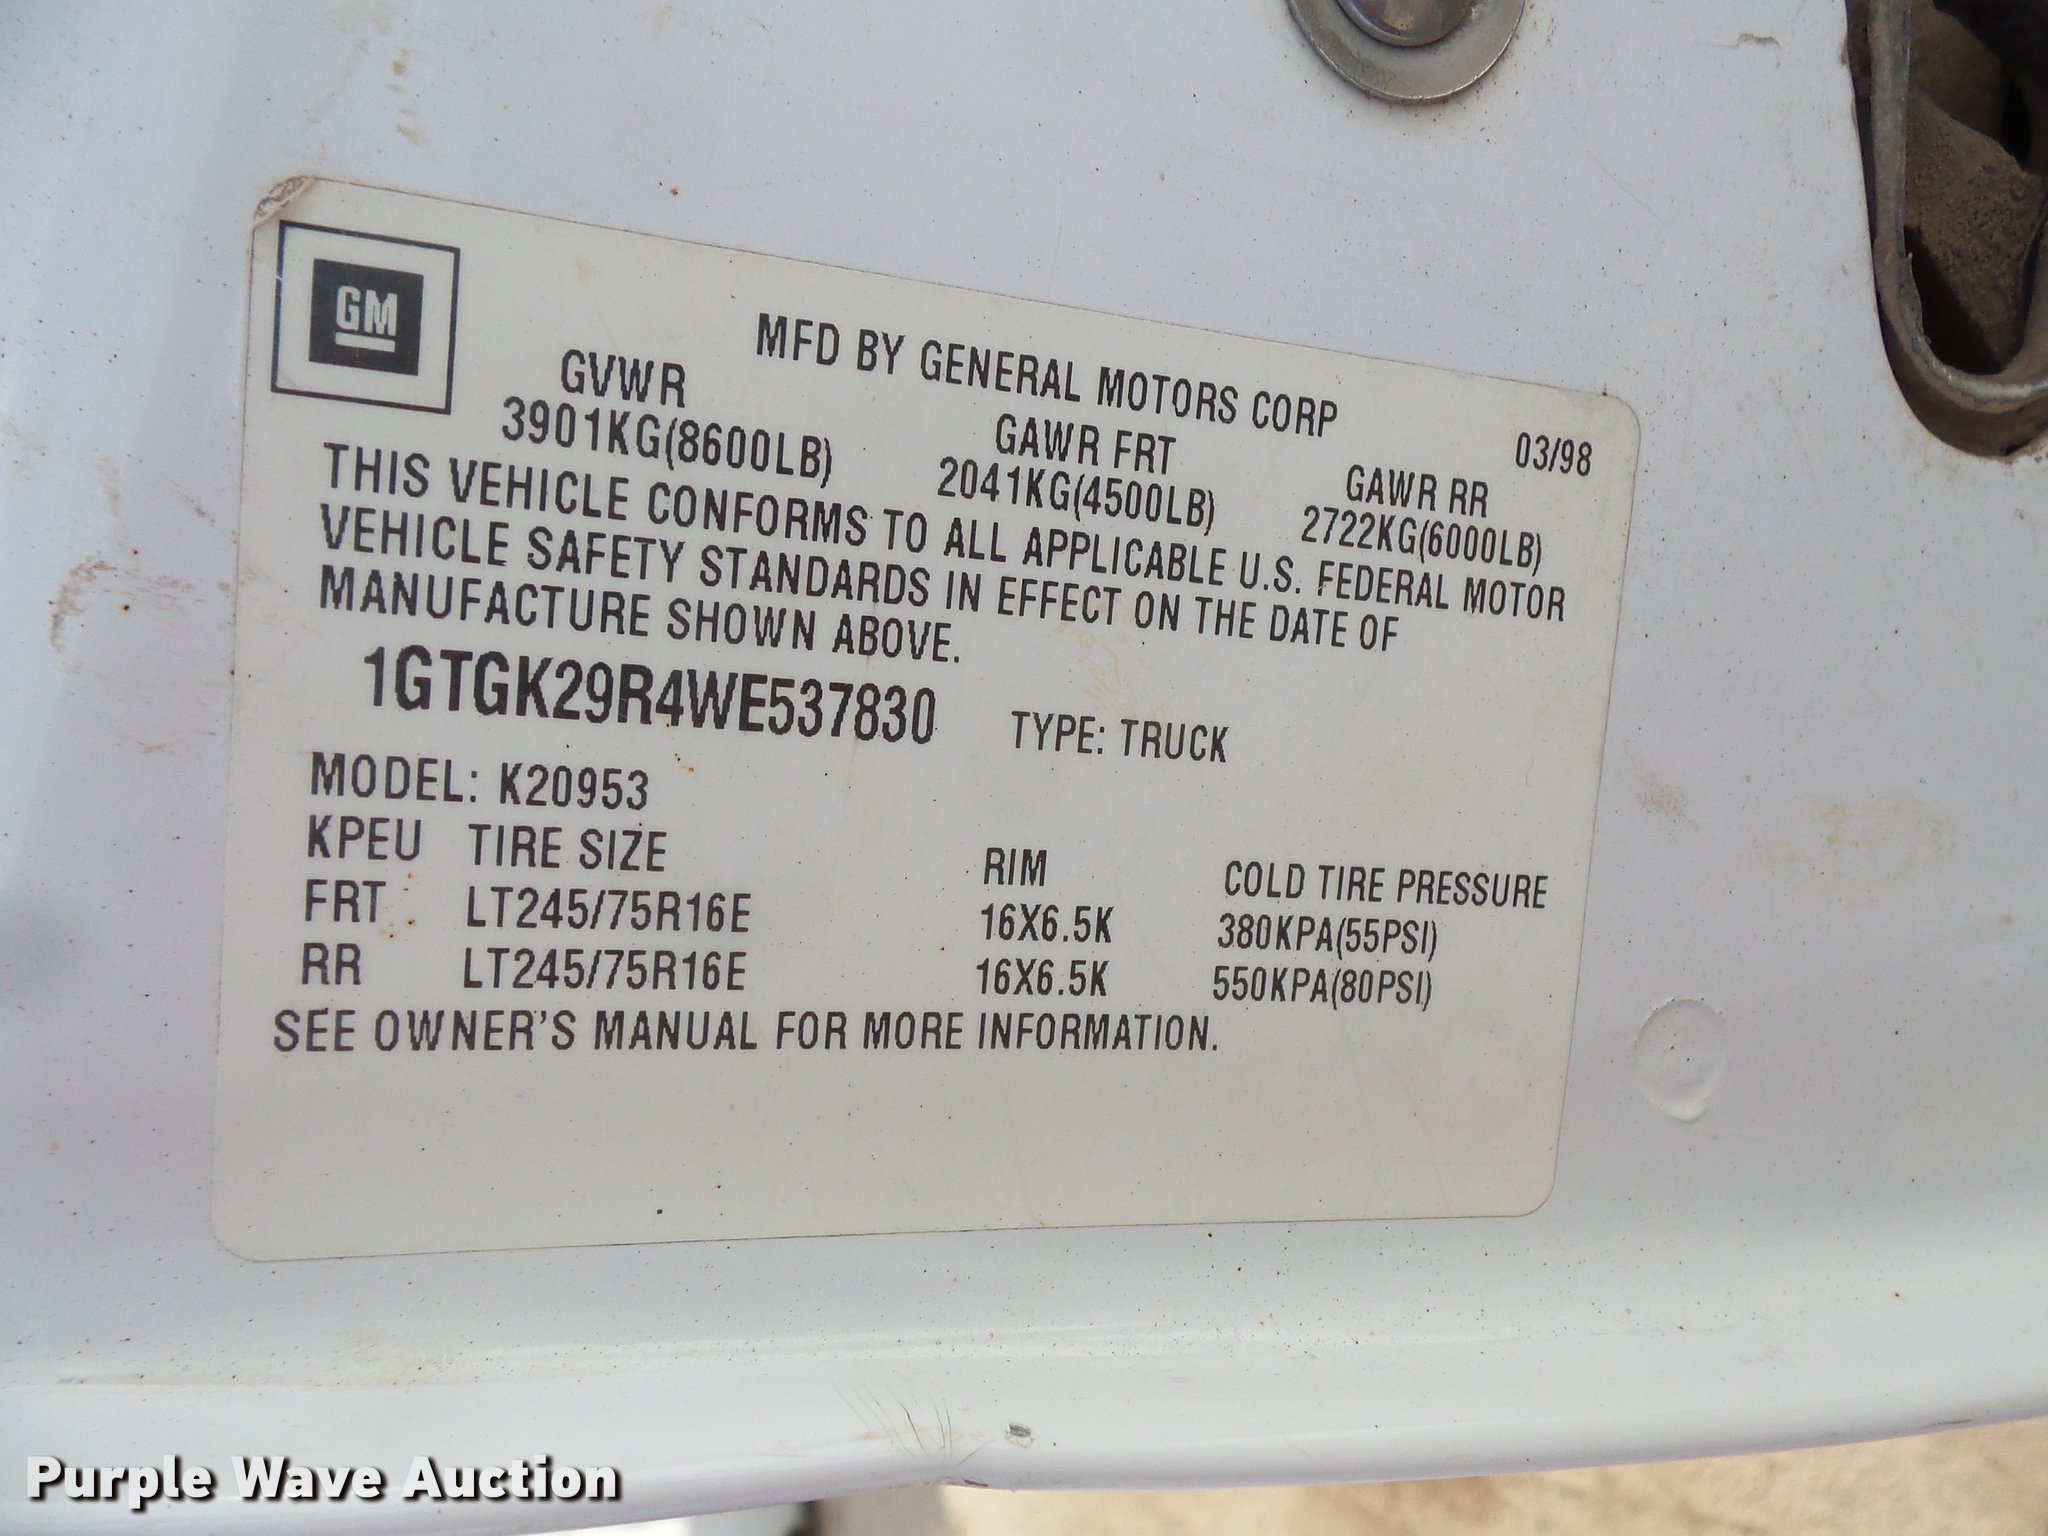 GM
MFD BY GENERAL MOTORS CORP 03/98
GVWR GAWR FRT GAWR RR
3901KG(8600LB) 2041KG(4500LB) 2722KG(6000LB)
THIS VEHICLE CONFORMS TO ALL APPLICABLE U.S. FEDERAL MOTOR
VEHICLE SAFETY STANDARDS IN EFFECT ON THE DATE OF
MANUFACTURE SHOWN ABOVE.
1GTGK29R4WE537830 TYPE: TRUCK
MODEL: K20953
KPEU TIRE SIZE RIM COLD TIRE PRESSURE
FRT LT245/75R16E 16X6.5K 380KPA(55PSI)
RR LT245/75R16E 16X6.5K 550KPA(80PSI)
SEE OWNER'S MANUAL FOR MORE INFORMATION.
Purple Wave Auction